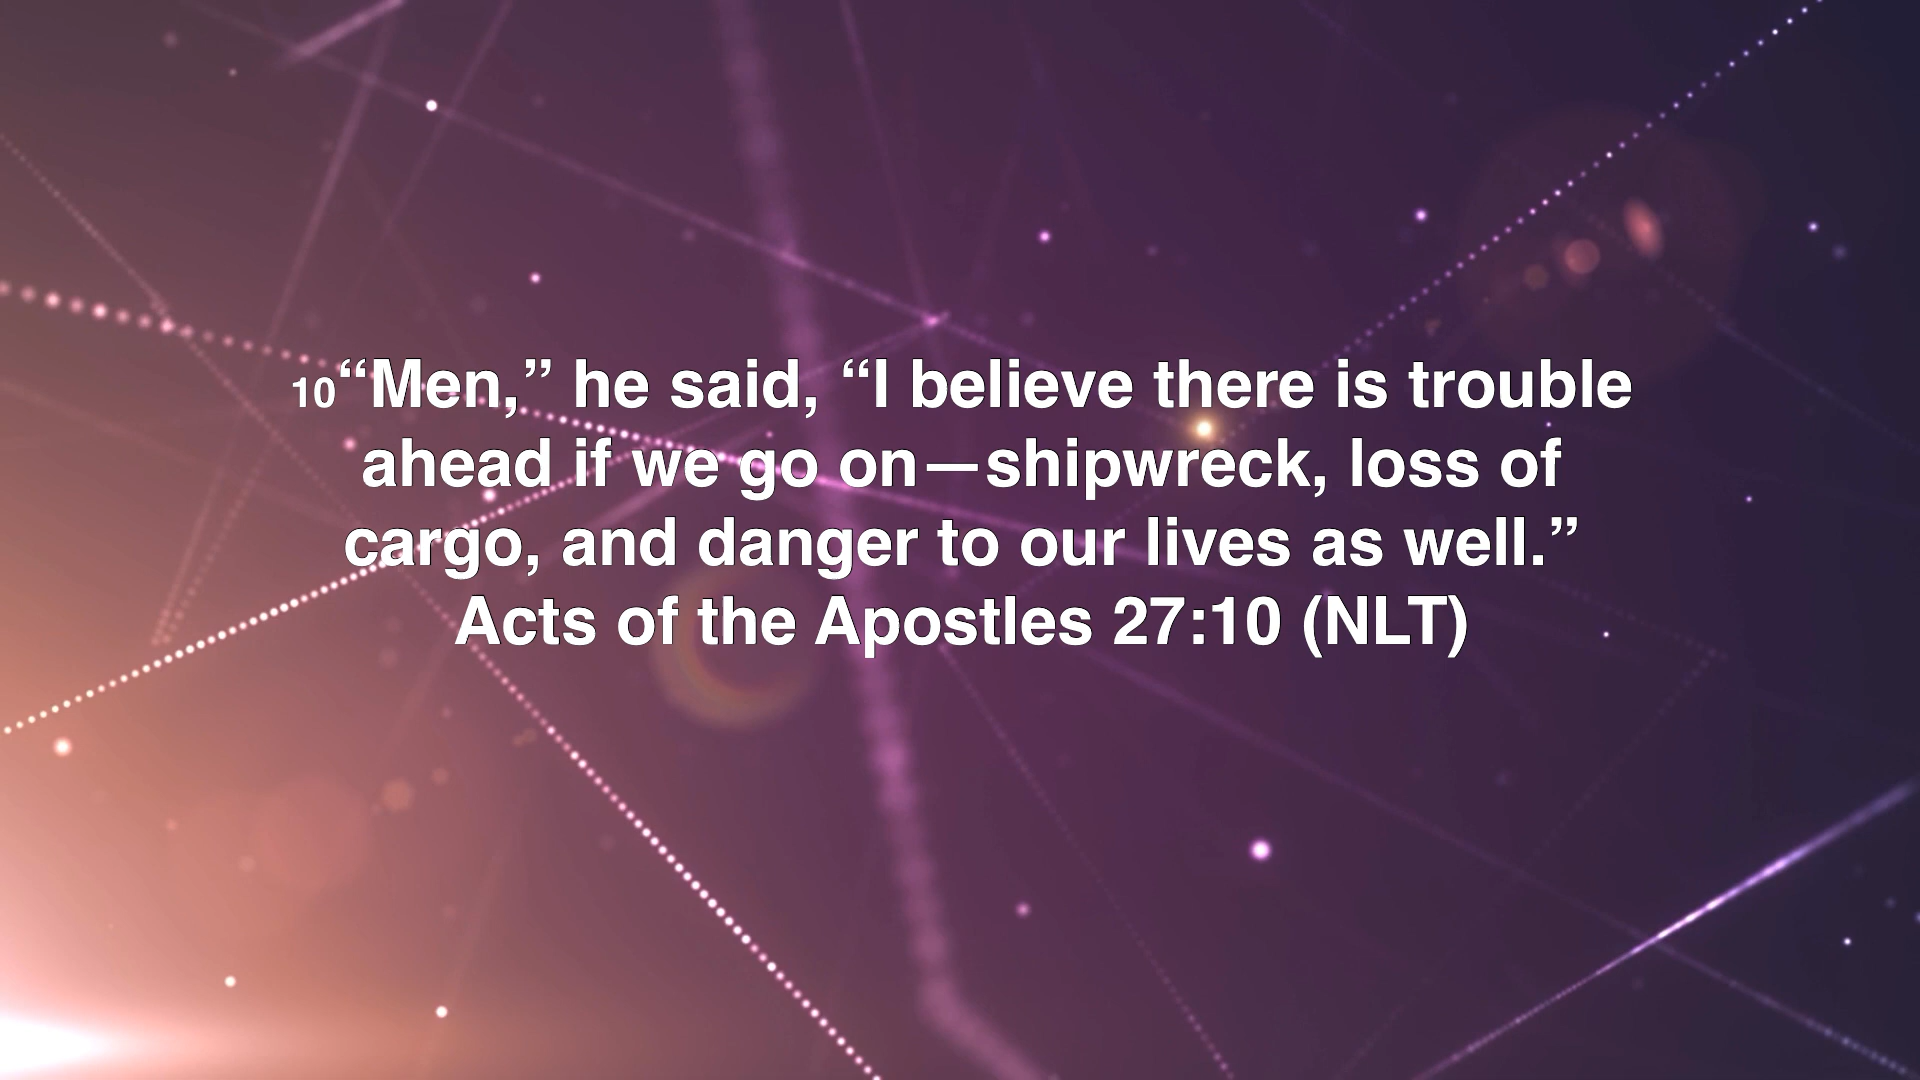 10“Men,” he said, “I believe there is trouble
ahead if we go on—shipwreck, loss of
cargo, and danger to our lives as well.”
Acts of the Apostles 27:10 (NLT)